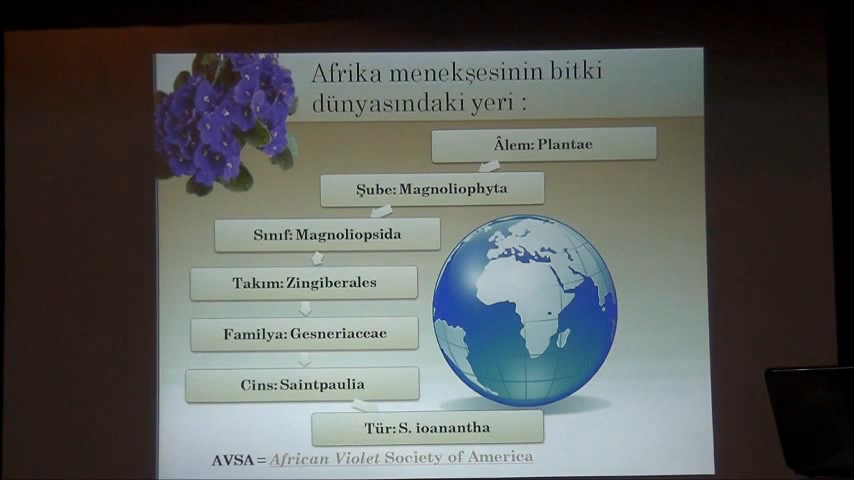 Afrika menekşesinin bitki
dünyasındaki yeri :
Âlem: Plantae
Şube: Magnoliophyta
Sınıf: Magnoliopsida
Takım: Zingiberales
Familya: Gesneriaceae
Cins: Saintpaulia
Tür: S. ioanantha
AVSA = African Violet Society of America